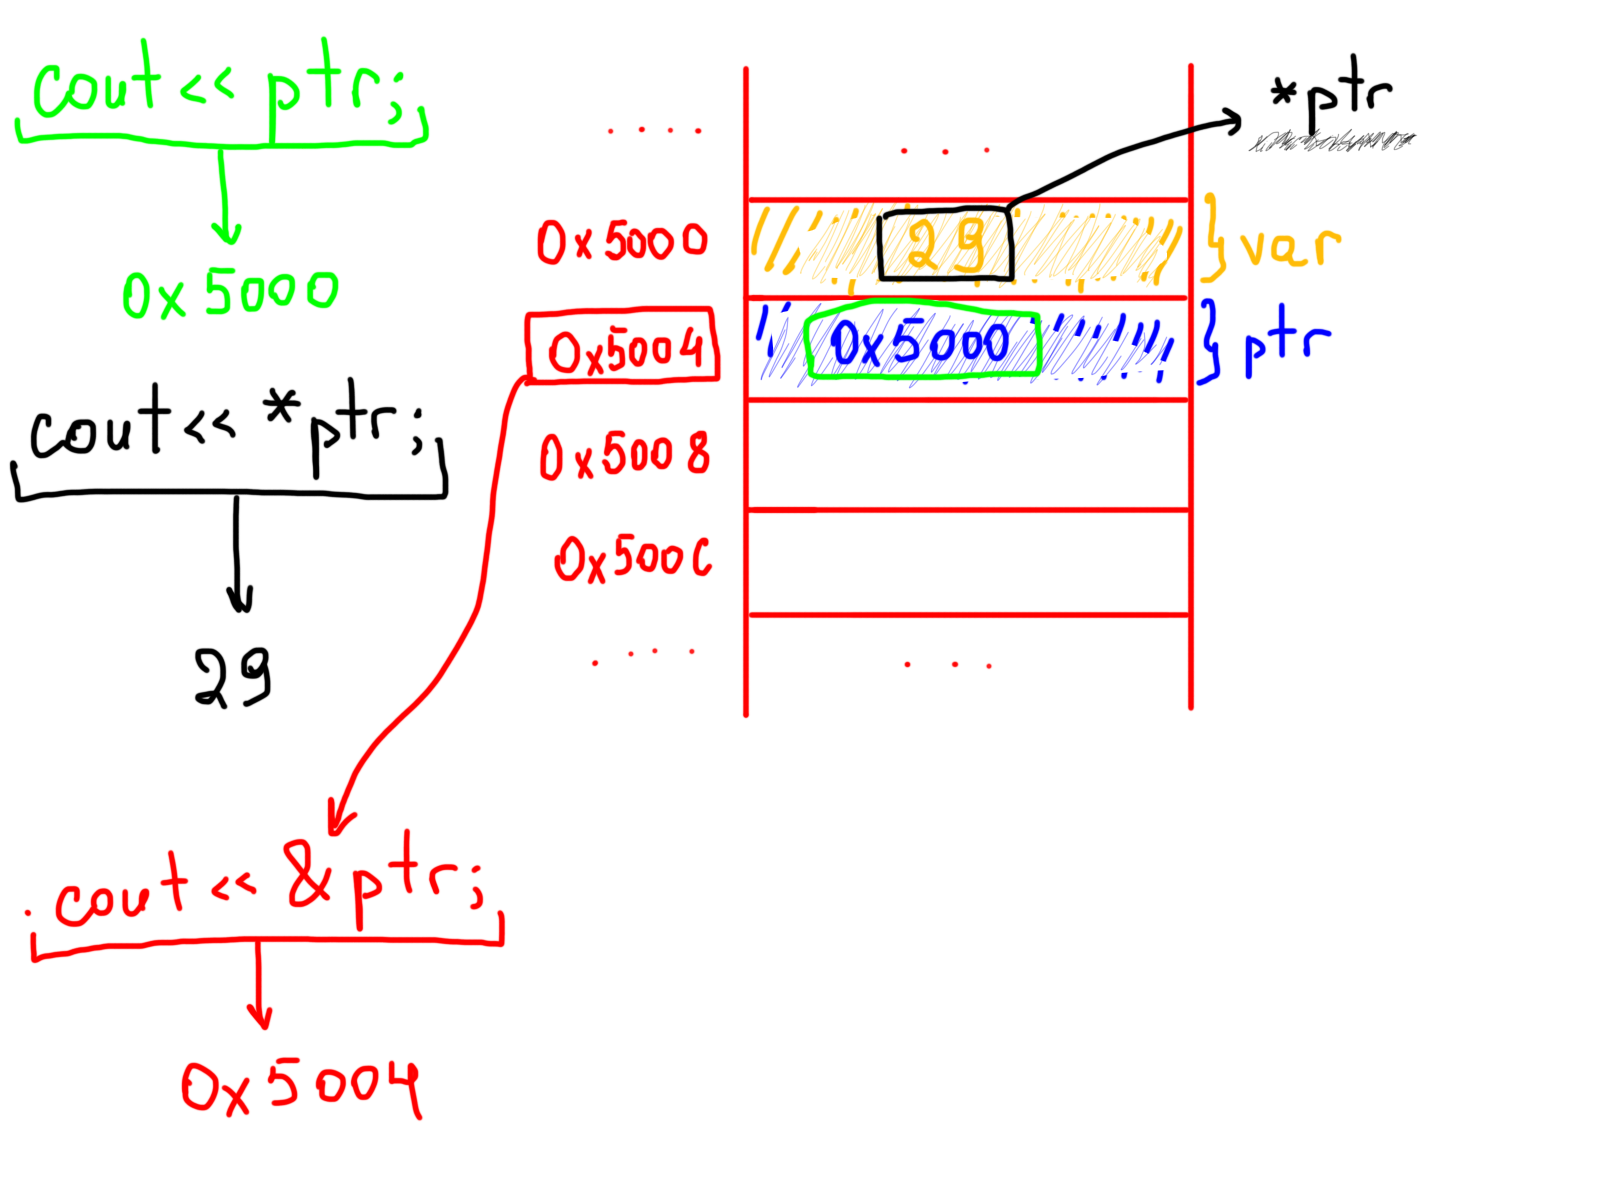 cout << ptr;
0x5000
cout << *ptr;
29
cout << &ptr;
0x5004
*ptr
....
...
0x5000
29
var
0x5004
0x5000
ptr
0x5008
0x500C
....
...